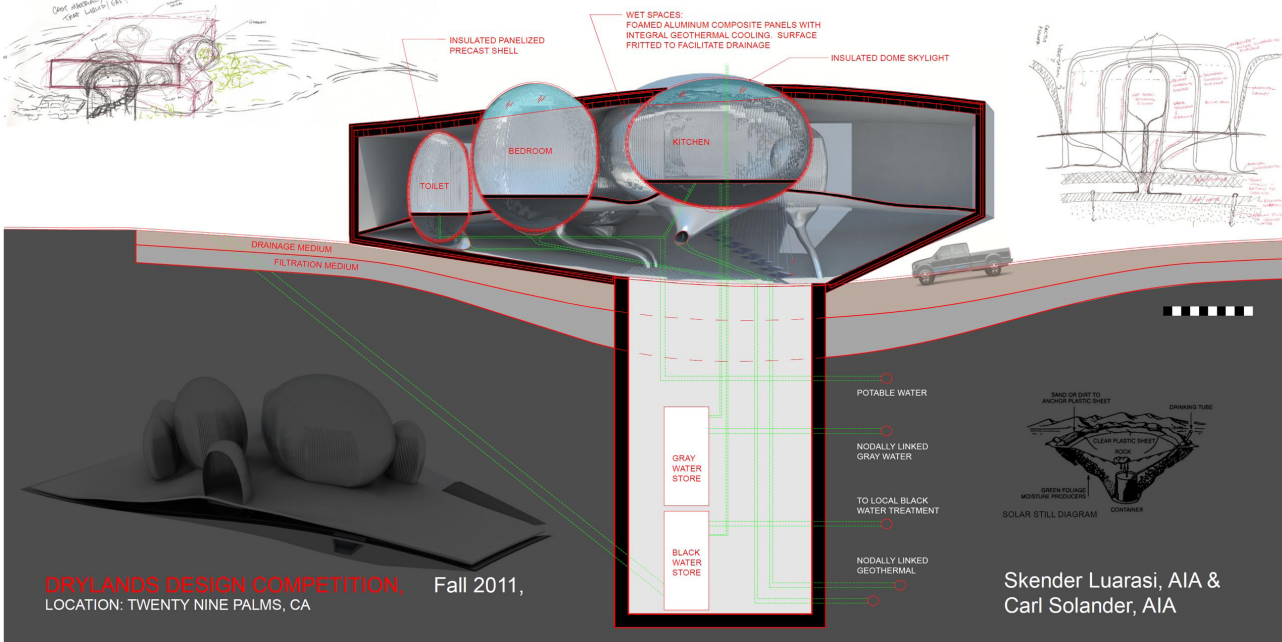 TRAP LIQUID/GAS
INSULATED PANELIZED
PRECAST SHELL
WET SPACES:
FOAMED ALUMINUM COMPOSITE PANELS WITH
INTEGRAL GEOTHERMAL COOLING. SURFACE
FRITTED TO FACILITATE DRAINAGE
INSULATED DOME SKYLIGHT
TOILET
BEDROOM
KITCHEN
DRAINAGE MEDIUM
FILTRATION MEDIUM
POTABLE WATER
NODALLY LINKED
GRAY WATER
TO LOCAL BLACK
WATER TREATMENT
NODALLY LINKED
GEOTHERMAL
GRAY
WATER
STORE
BLACK
WATER
STORE
SAND OR DIRT TO
ANCHOR PLASTIC SHEET
DRINKING TUBE
CLEAR PLASTIC SHEET
ROCK
GREEN FOLIAGE
MOISTURE PRODUCERS
CONTAINER
SOLAR STILL DIAGRAM
DRYLANDS DESIGN COMPETITION, Fall 2011,
LOCATION: TWENTY NINE PALMS, CA
Skender Luarasi, AIA &
Carl Solander, AIA